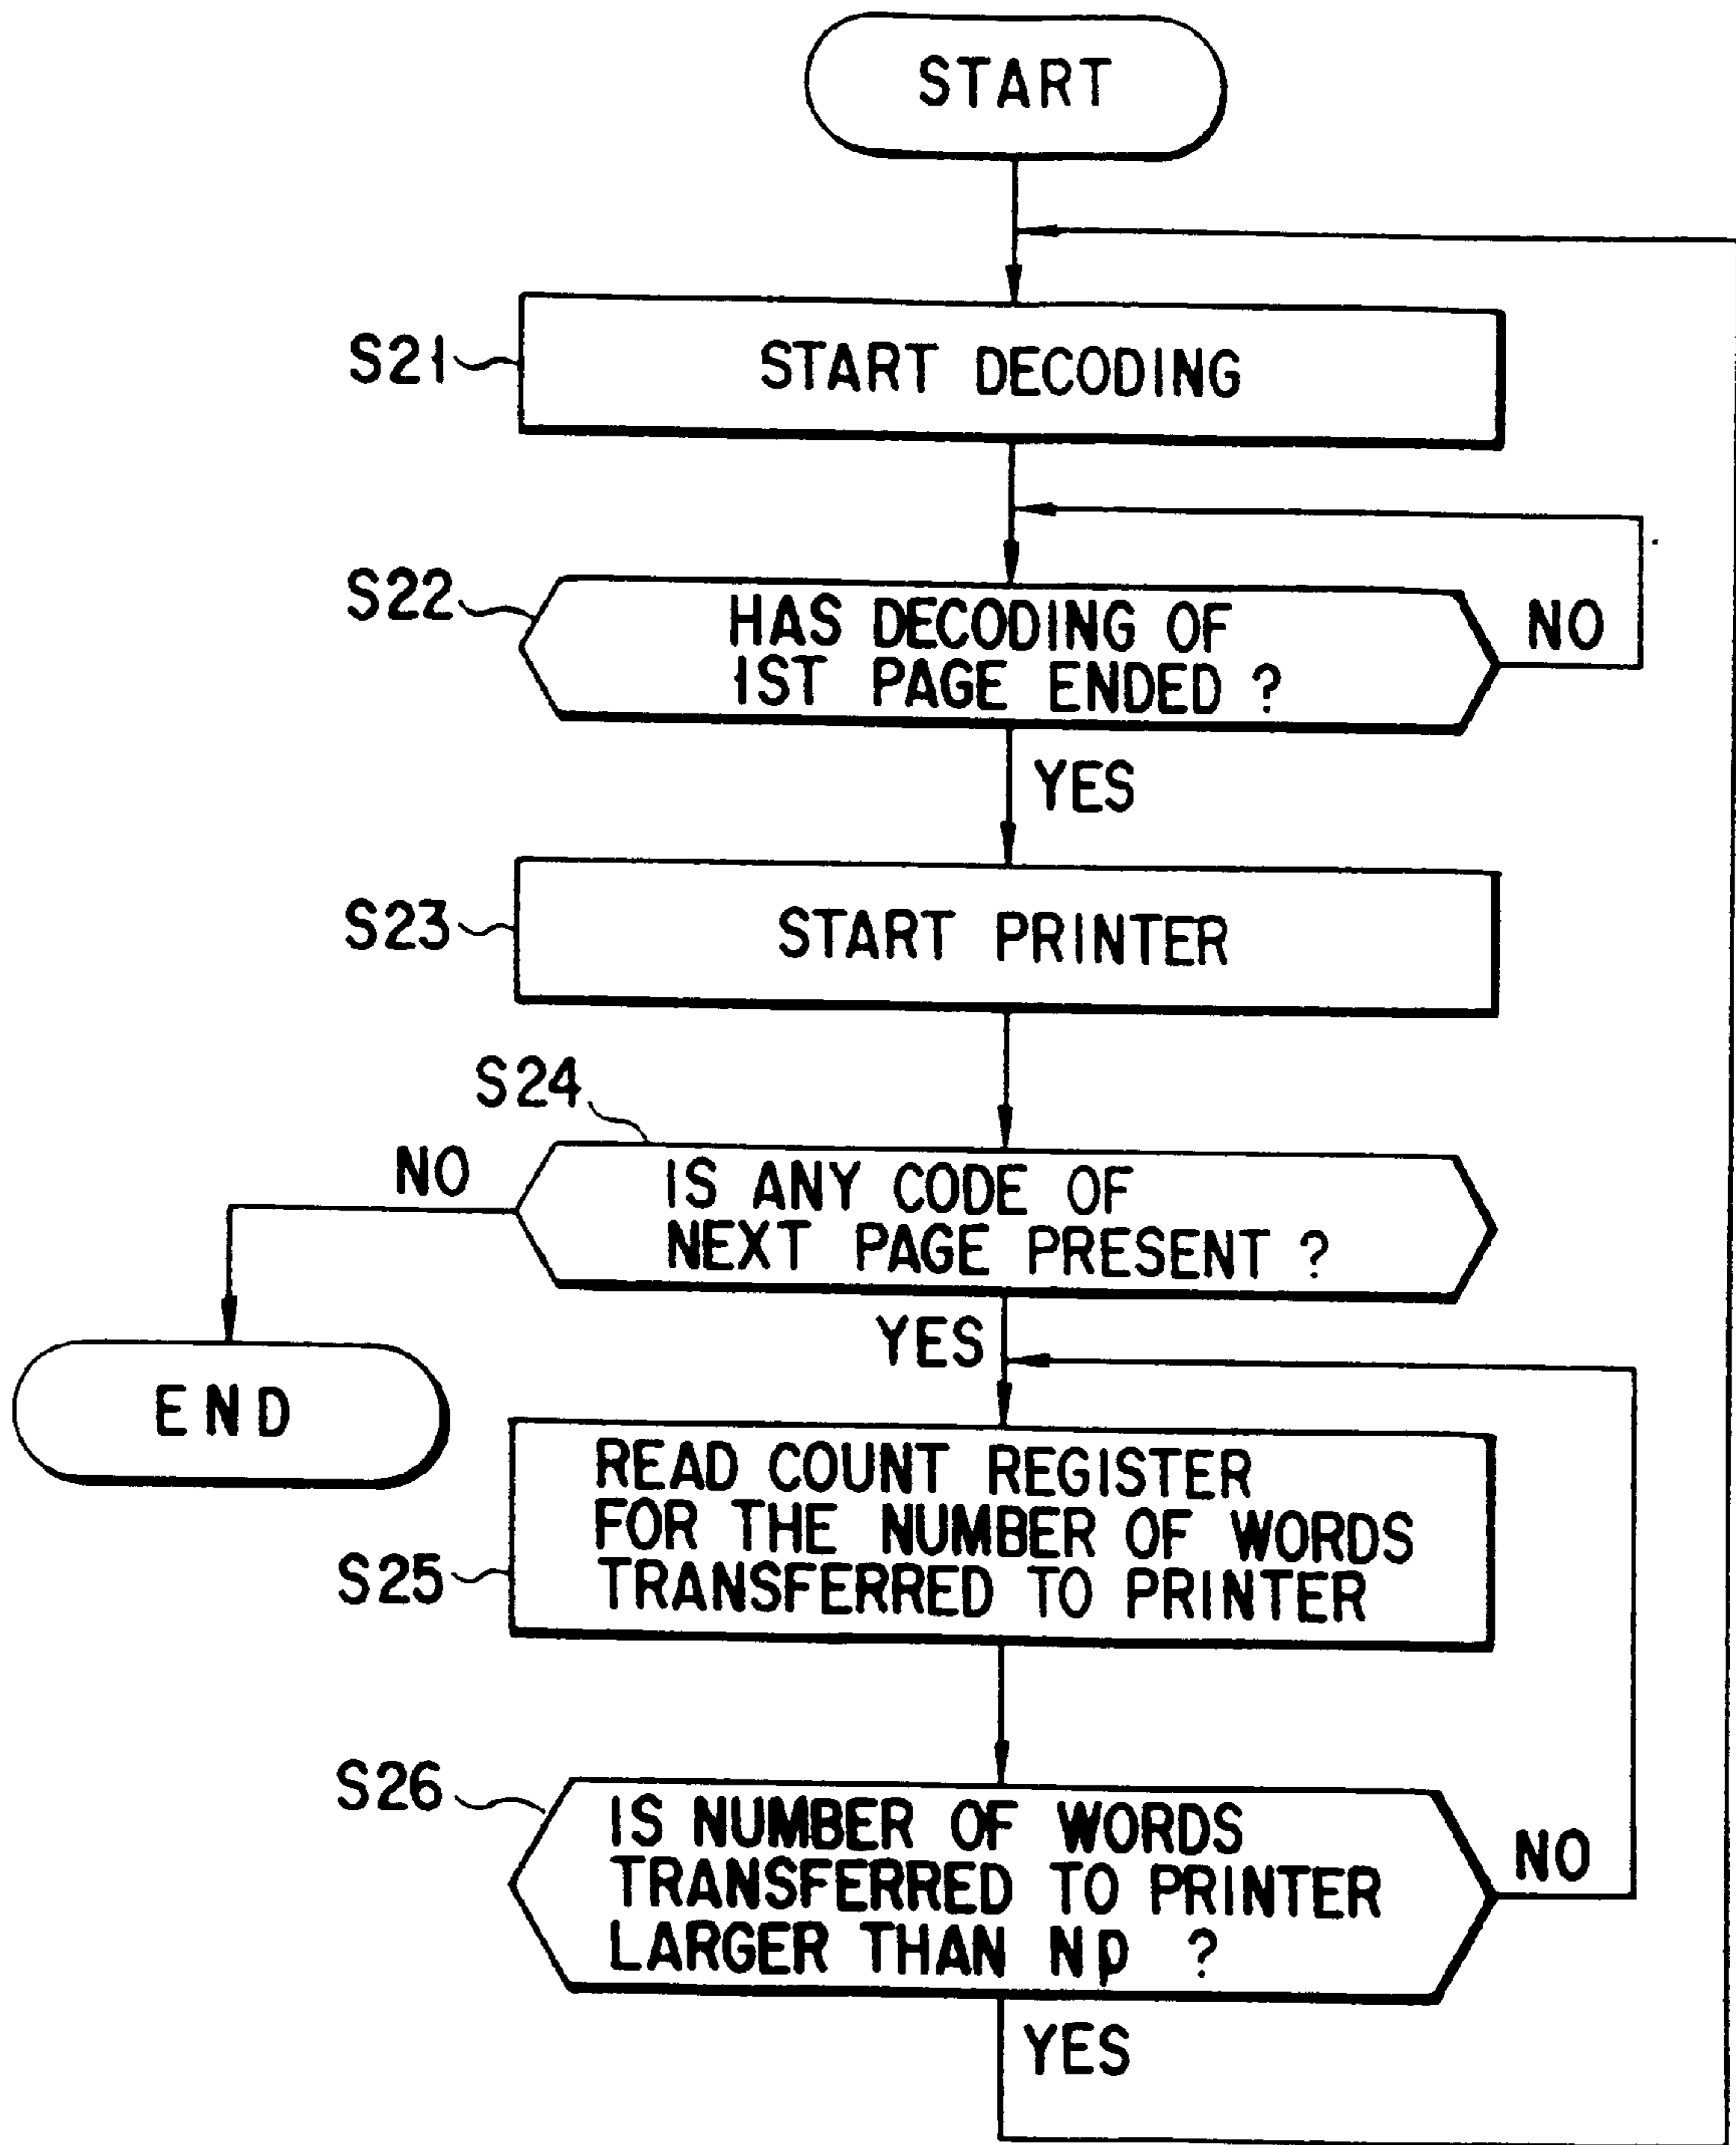 START
S21
START DECODING
S22
HAS DECODING OF
1ST PAGE ENDED ?
NO
YES
S23
START PRINTER
S24
NO
IS ANY CODE OF
NEXT PAGE PRESENT ?
YES
END
S25
READ COUNT REGISTER
FOR THE NUMBER OF WORDS
TRANSFERRED TO PRINTER
S26
IS NUMBER OF WORDS
TRANSFERRED TO PRINTER
LARGER THAN Np ?
NO
YES